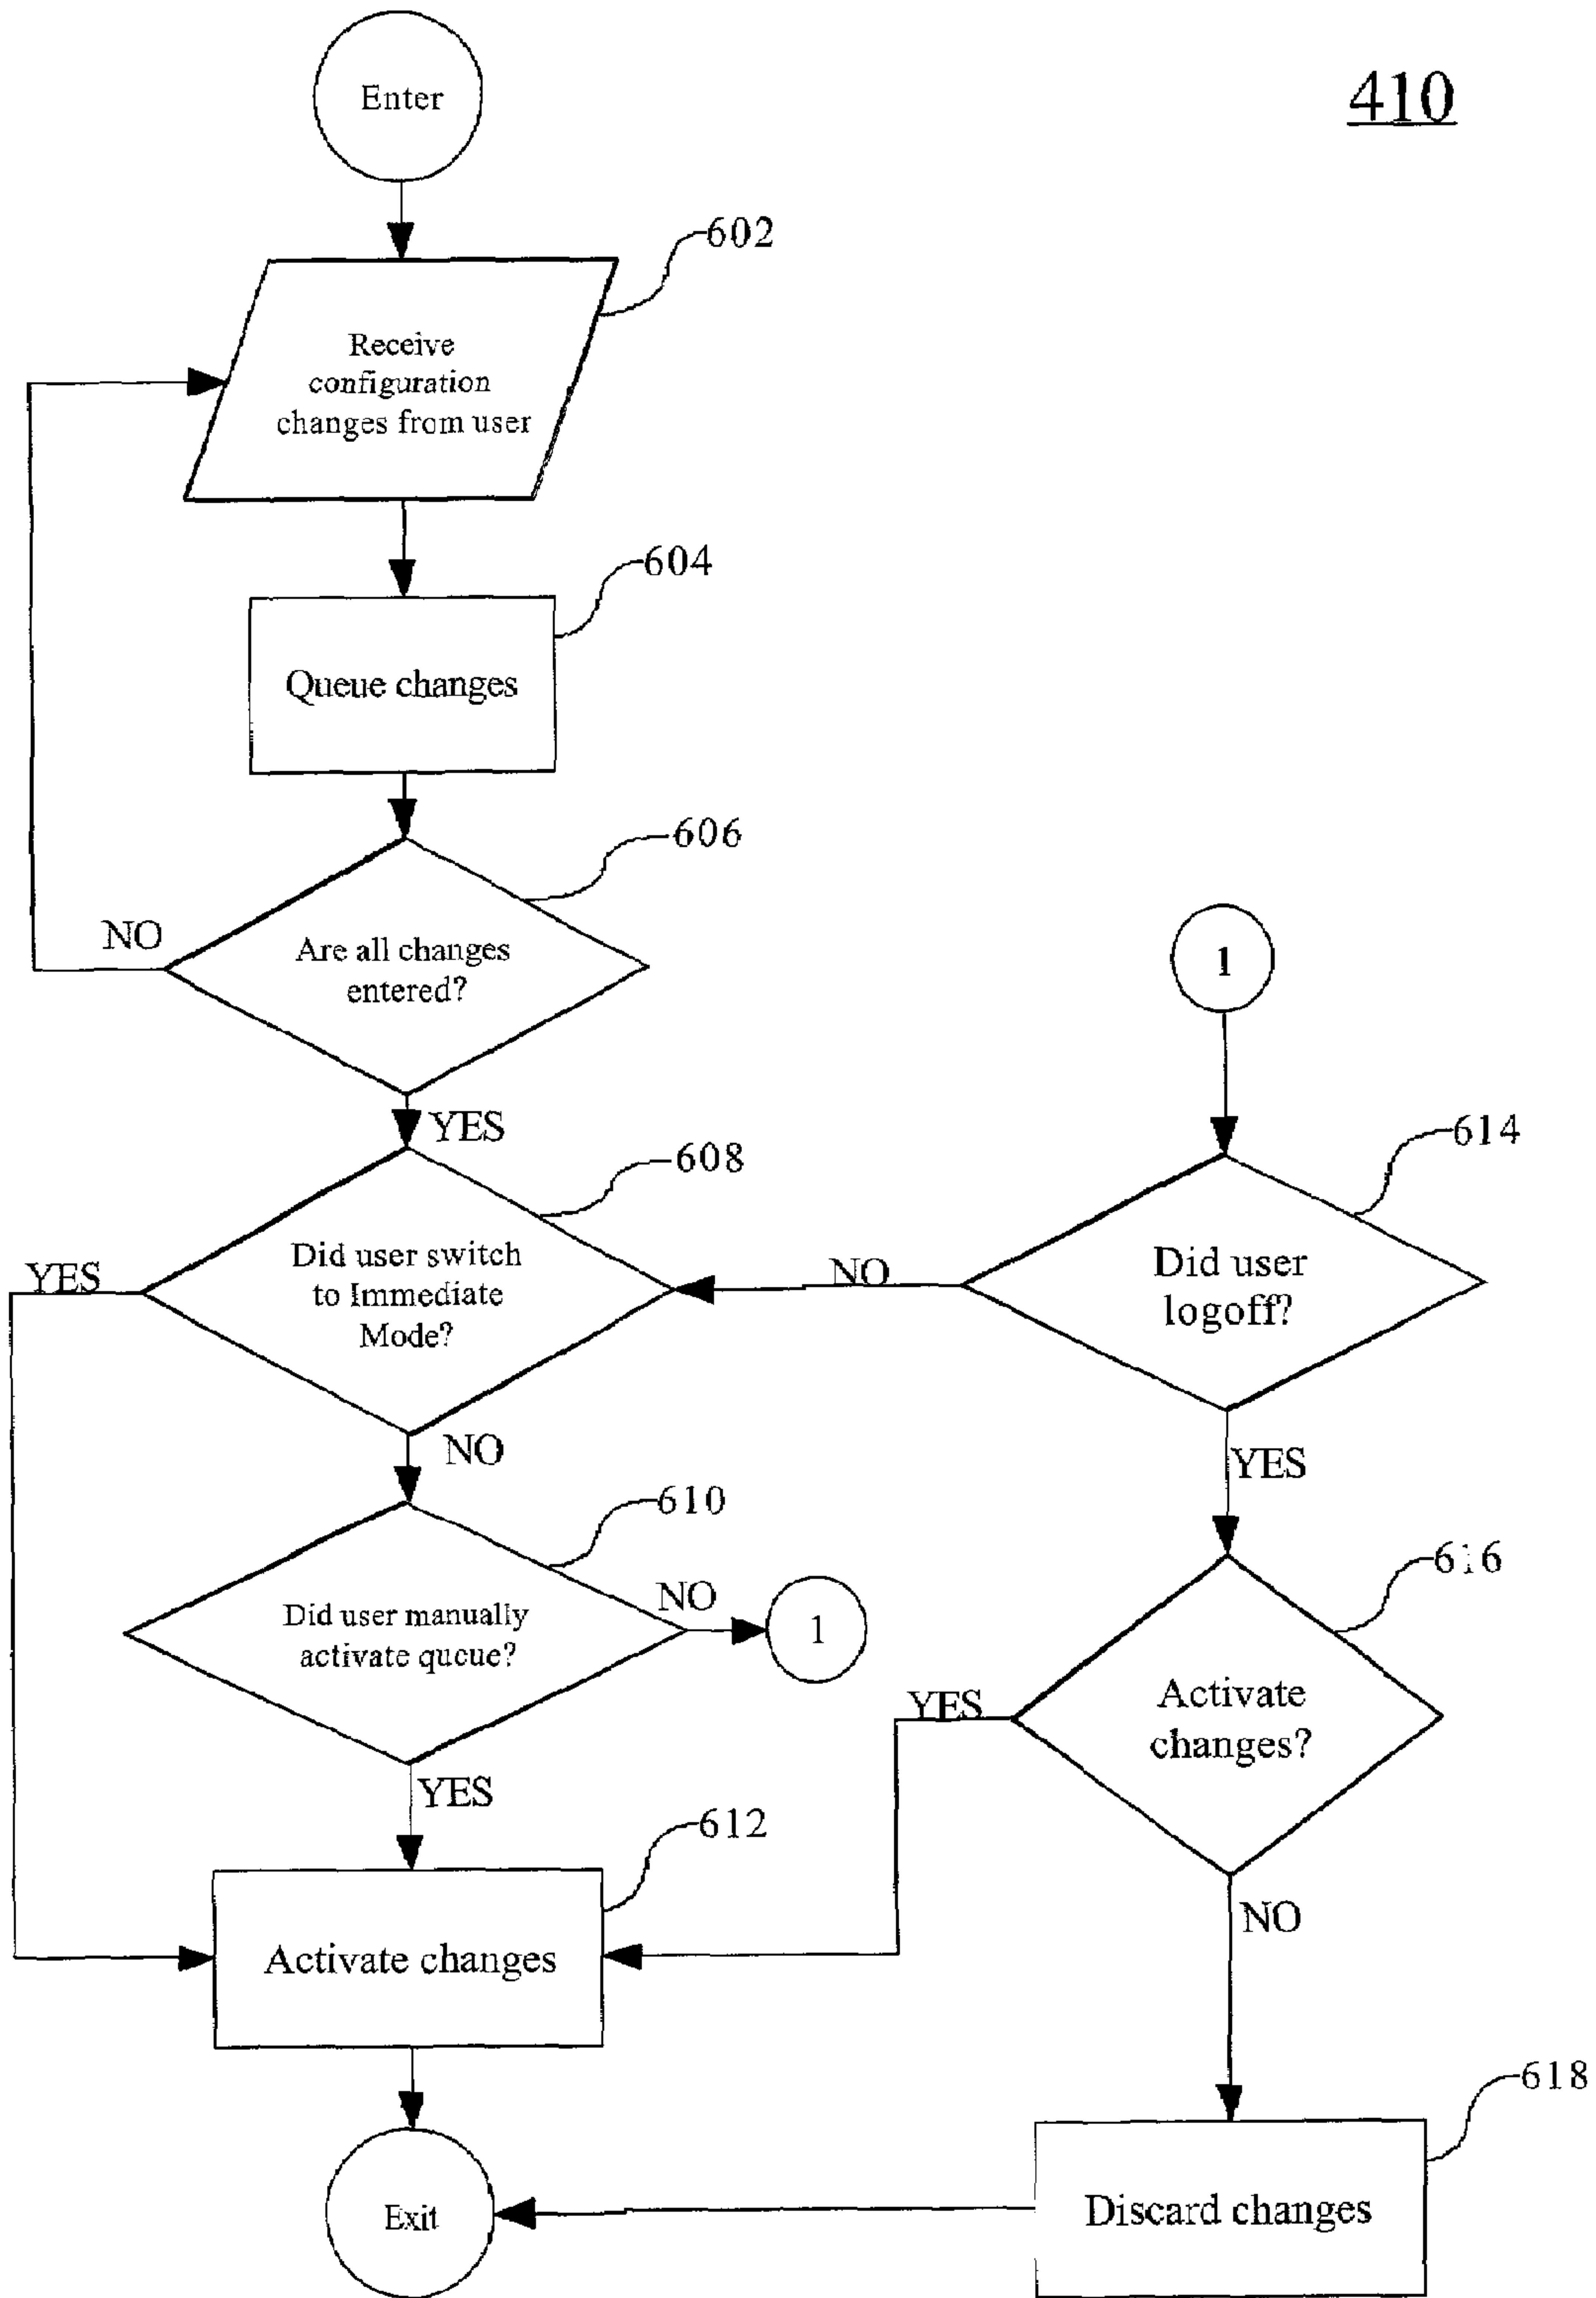 Enter
410
602
Receive
configuration
changes from user
604
Queue changes
606
NO
Are all changes
entered?
1
YES
608
614
YES
Did user switch
to Immediate
Mode?
NO
Did user
logoff?
NO
YES
610
616
Did user manually
activate queue?
NO
1
YES
Activate
changes?
YES
612
NO
Activate changes
618
Exit
Discard changes